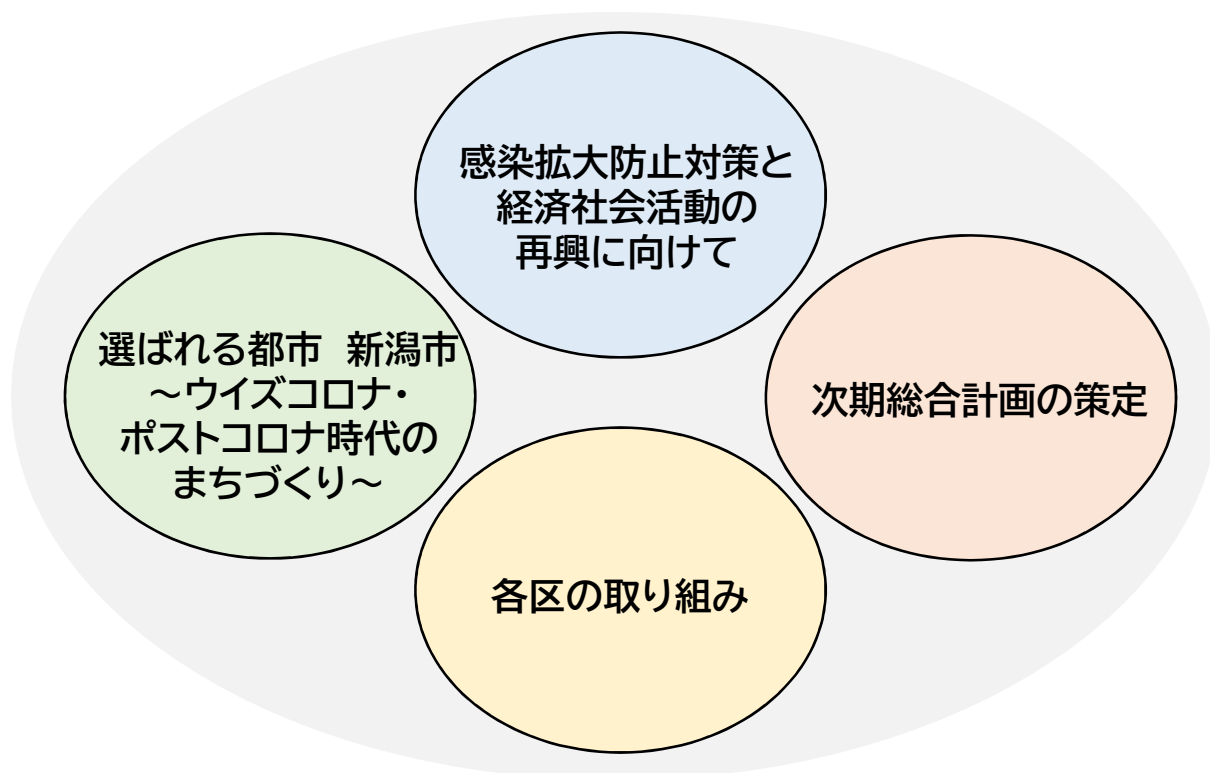 感染拡大防止対策と
経済社会活動の
再興に向けて
選ばれる都市　新潟市
～ウイズコロナ・
ポストコロナ時代の
まちづくり～
次期総合計画の策定
各区の取り組み